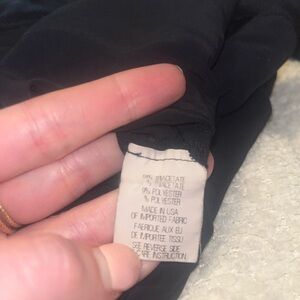 TRIACETATE
TRIACETATE
% POLYESTER
% POLYESTER
MADE IN USA
OF IMPORTED FABRIC
FABRIQUE AUX EU
DE IMPORTEE TISSU
SEE REVERSE SIDE
CARE INSTRUCTION